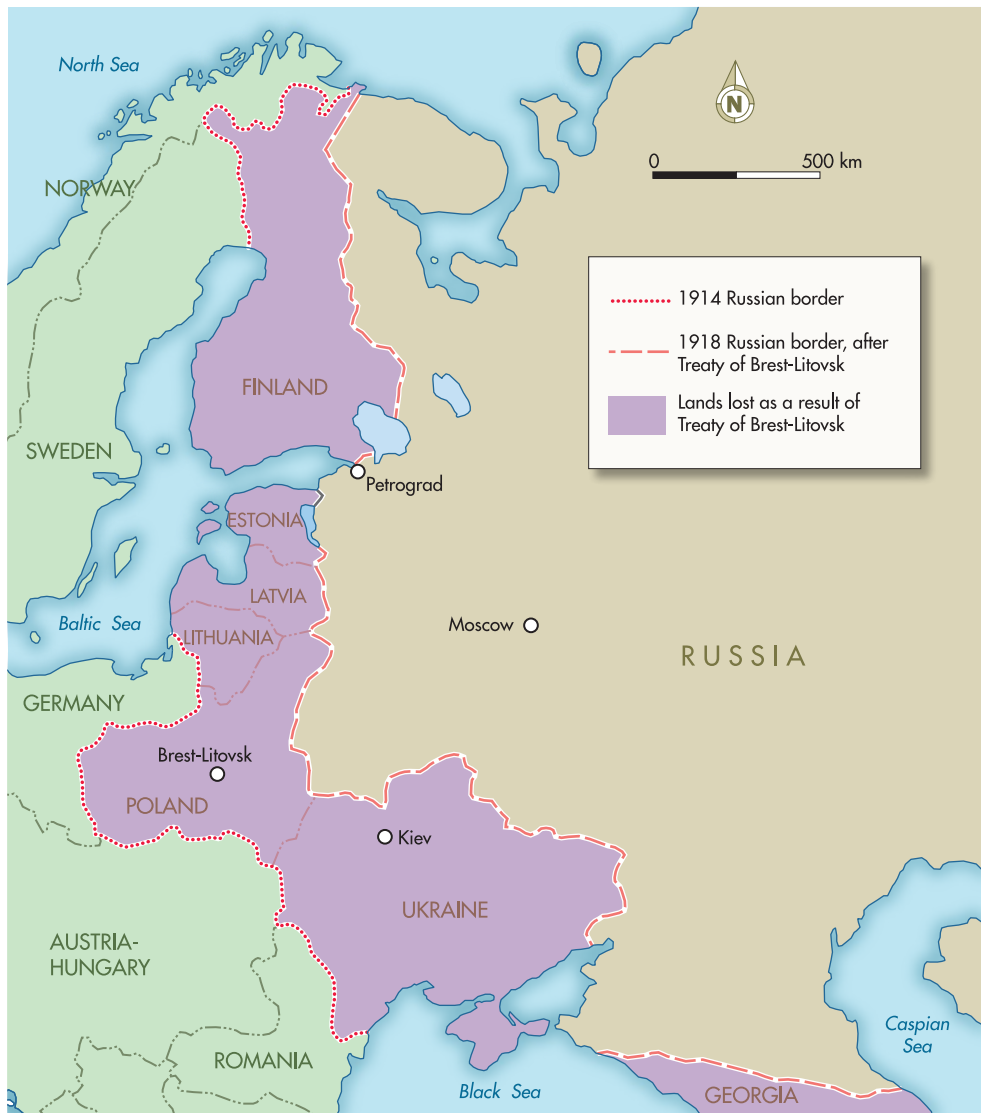 North Sea
N
0 500 km
NORWAY
1914 Russian border
1918 Russian border, after
Treaty of Brest-Litovsk
Lands lost as a result of
Treaty of Brest-Litovsk
FINLAND
SWEDEN
Petrograd
ESTONIA
LATVIA
Baltic Sea
Moscow
LITHUANIA
RUSSIA
GERMANY
Brest-Litovsk
POLAND
Kiev
UKRAINE
AUSTRIA-
HUNGARY
Caspian
Sea
ROMANIA
Black Sea
GEORGIA